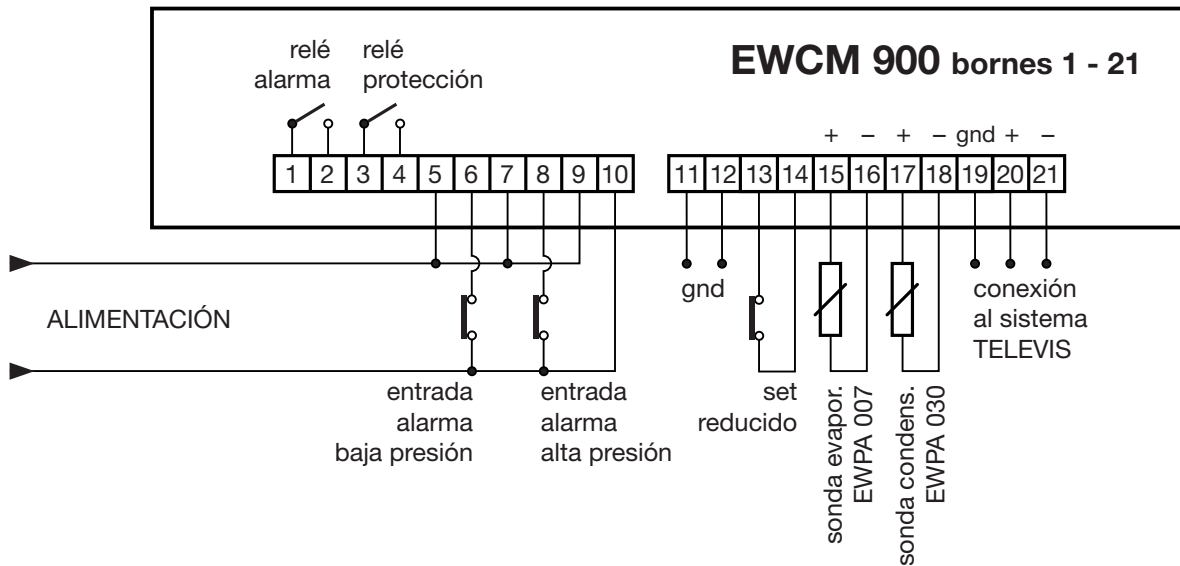 EWCM 900 bornes 1 - 21
relé
alarma
relé
protección
+ – + – gnd + –
1 2 3 4 5 6 7 8 9 10
11 12 13 14 15 16 17 18 19 20 21
ALIMENTACIÓN
entrada
alarma
baja presión
entrada
alarma
alta presión
gnd
set
reducido
sonda evapor.
EWPA 007
sonda condens.
EWPA 030
conexión
al sistema
TELEVIS